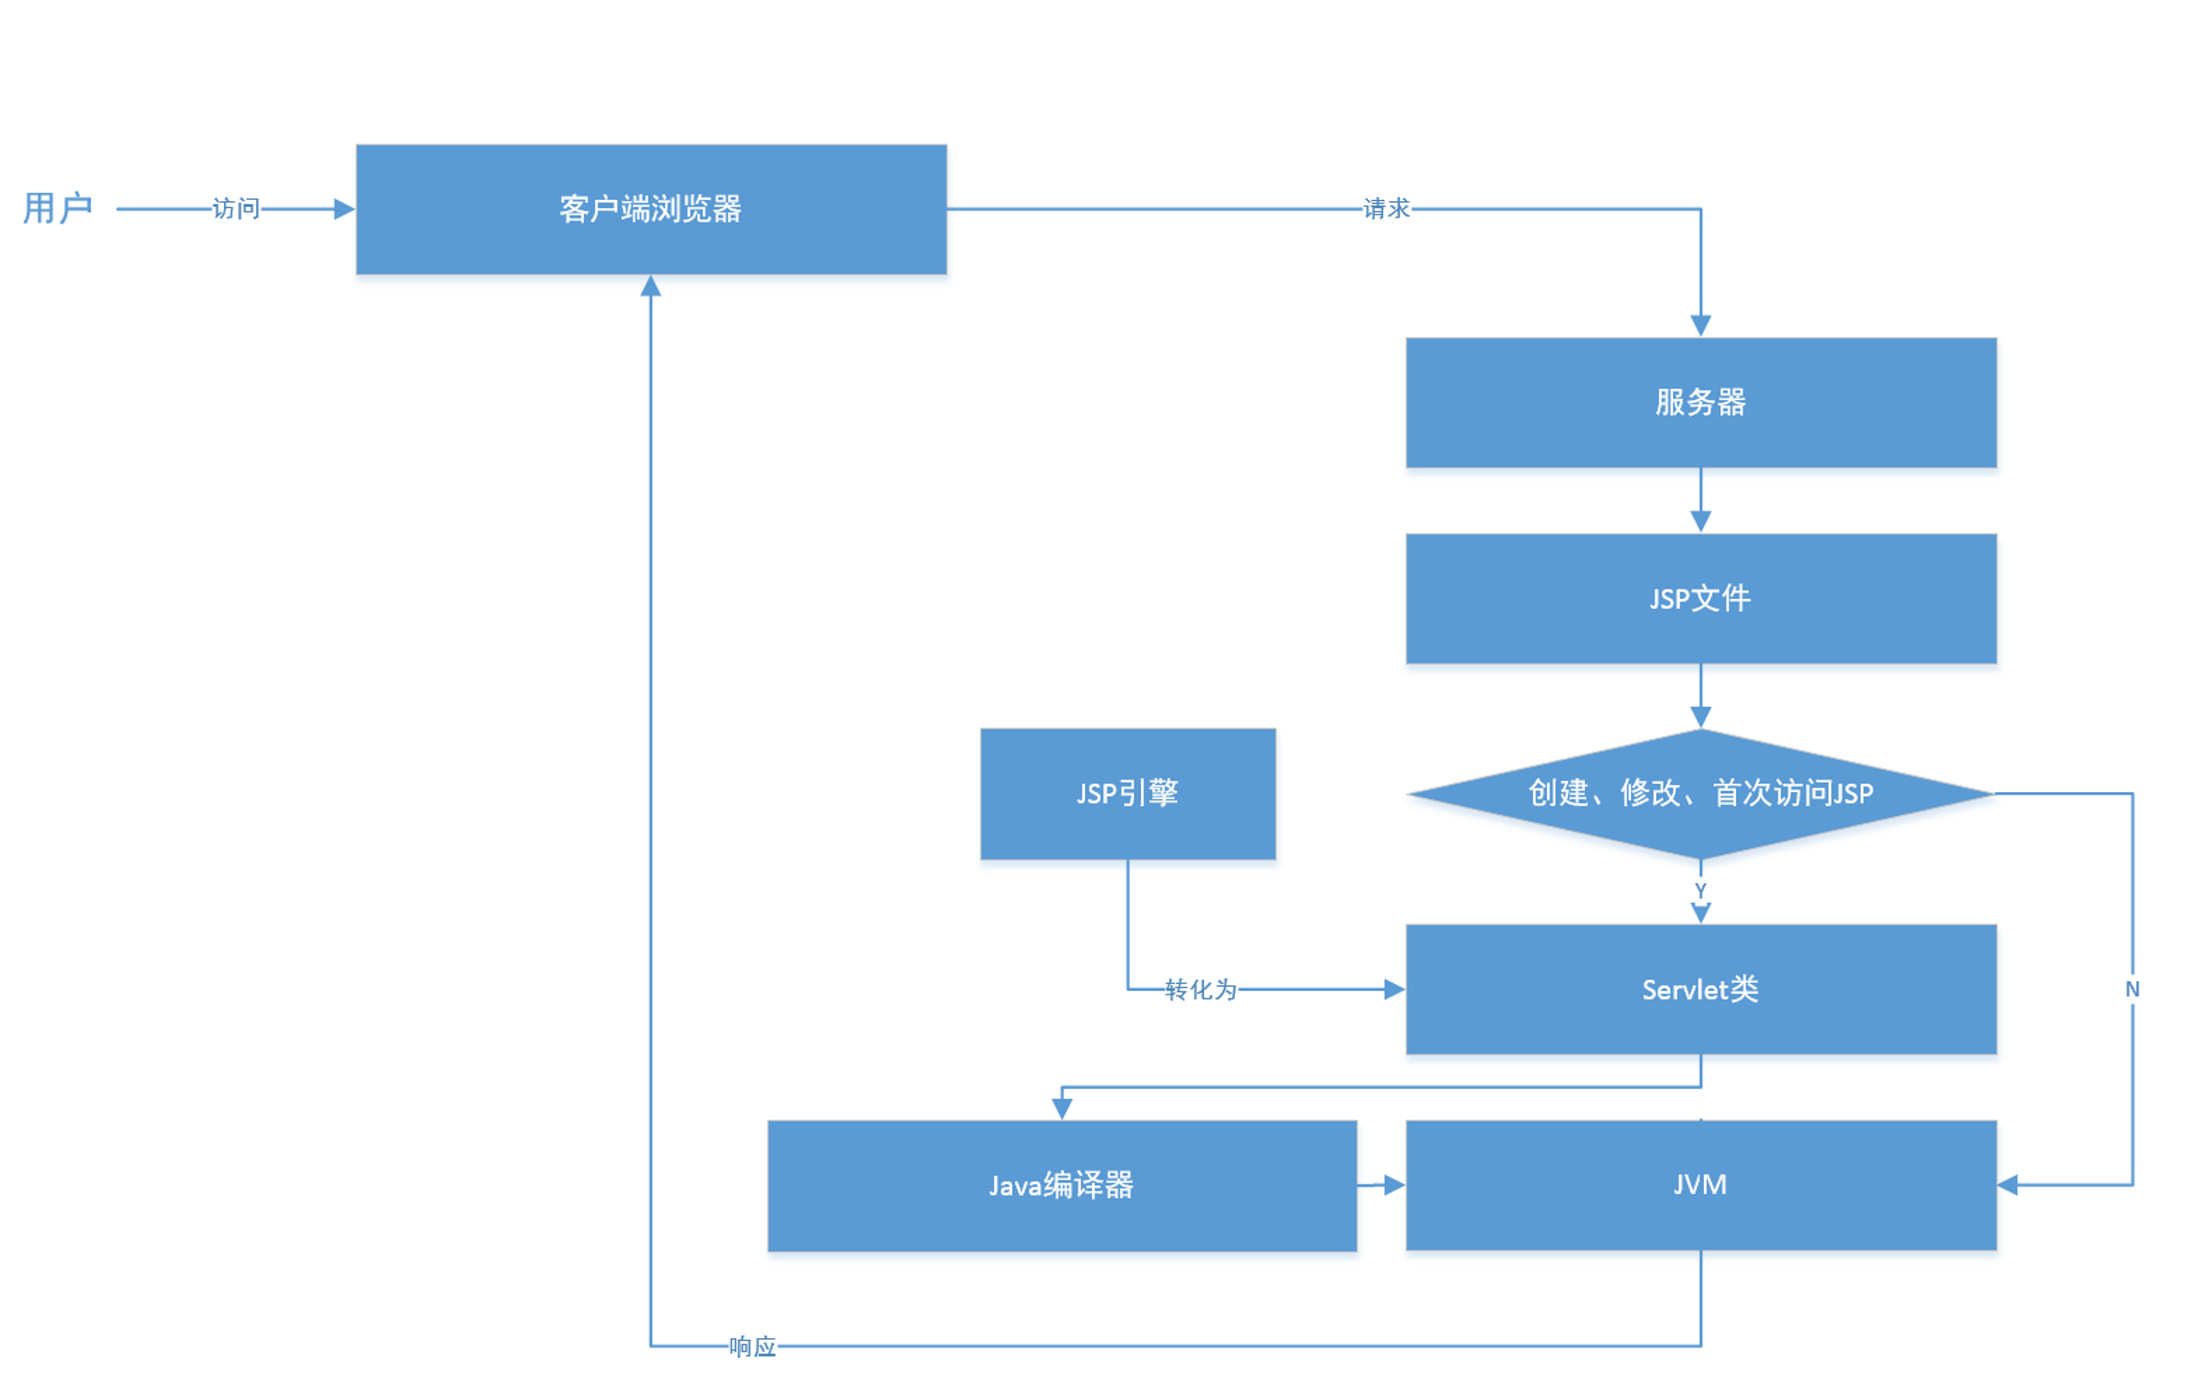 用户
访问
客户端浏览器
请求
服务器
JSP文件
JSP引擎
创建、修改、首次访问JSP
Y
转化为
Servlet类
N
Java编译器
JVM
响应